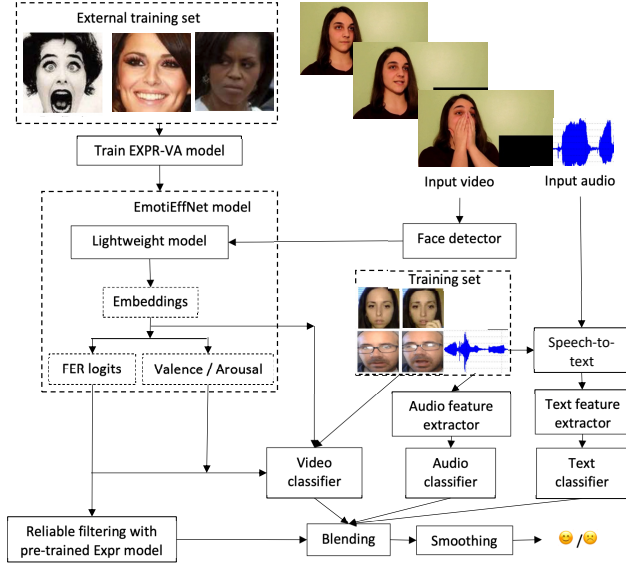 External training set
Train EXPR-VA model
Input video
Input audio
EmotiEffNet model
Lightweight model
Face detector
Training set
Embeddings
Speech-to-
text
FER logits
Valence / Arousal
Audio feature
extractor
Text feature
extractor
Video
classifier
Audio
classifier
Text
classifier
Reliable filtering with
pre-trained Expr model
Blending
Smoothing
/